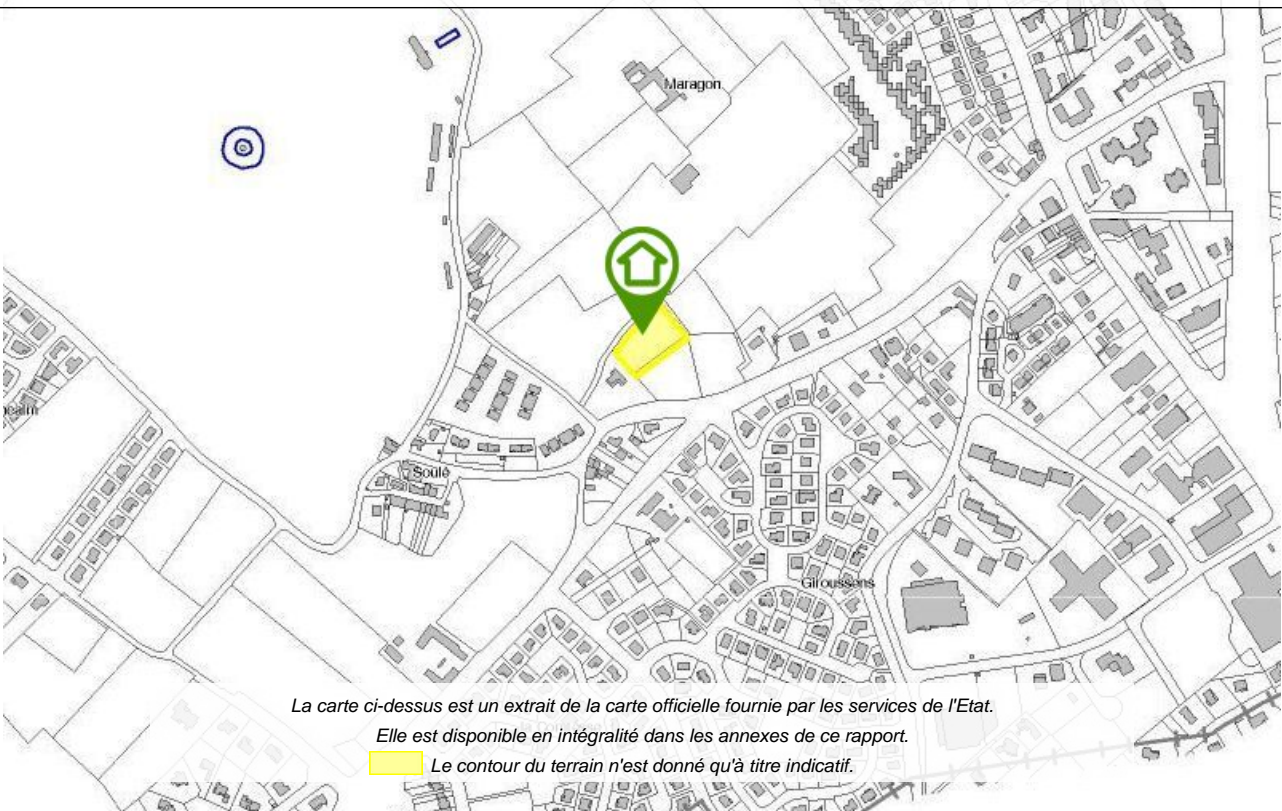 Maragon
Soulé
Giroussens
La carte ci-dessus est un extrait de la carte officielle fournie par les services de l'Etat.
Elle est disponible en intégralité dans les annexes de ce rapport.
Le contour du terrain n'est donné qu'à titre indicatif.